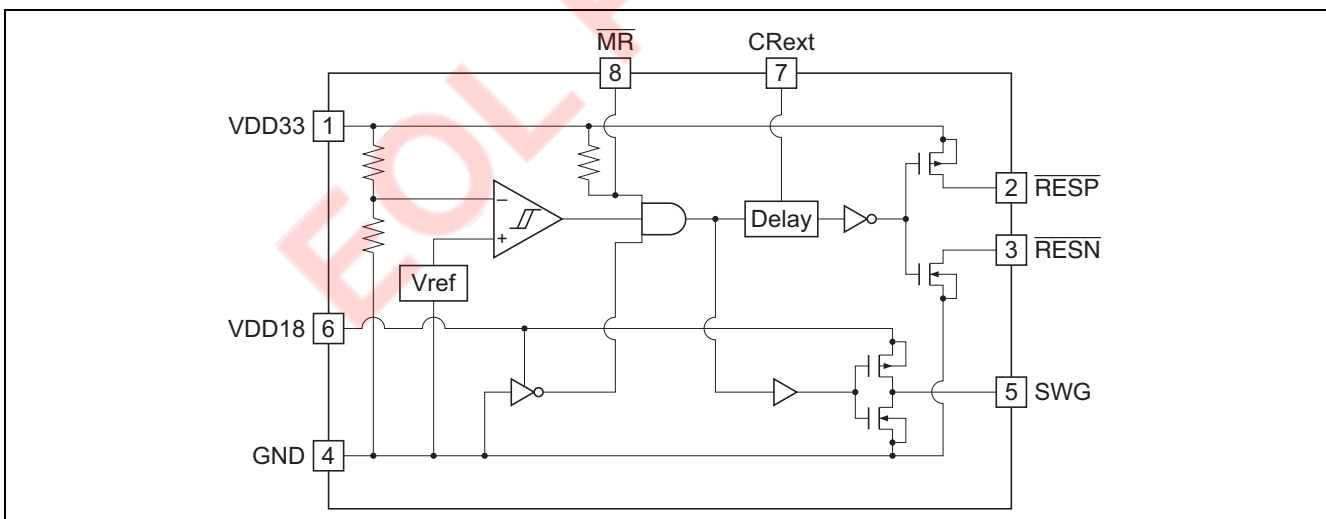 EOL
MR CRext
8 7
VDD33 1
2 RESP
− + Delay
3 RESN
Vref
VDD18 6
5 SWG
GND 4